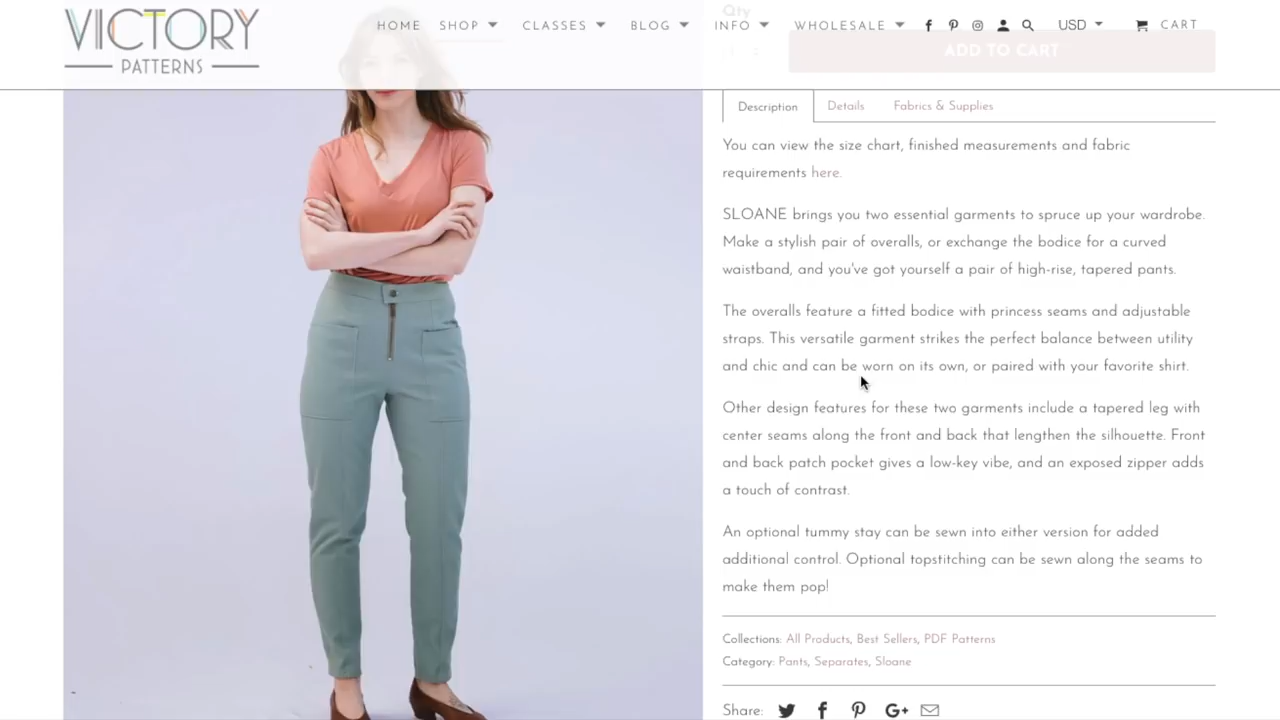 VICTORY
PATTERNS
HOME SHOP CLASSES BLOG INFO WHOLESALE USD CART
Qty
ADD TO CART
Description Details Fabrics & Supplies
You can view the size chart, finished measurements and fabric
requirements here.
SLOANE brings you two essential garments to spruce up your wardrobe.
Make a stylish pair of overalls, or exchange the bodice for a curved
waistband, and you've got yourself a pair of high-rise, tapered pants.
The overalls feature a fitted bodice with princess seams and adjustable
straps. This versatile garment strikes the perfect balance between utility
and chic and can be worn on its own, or paired with your favorite shirt.
Other design features for these two garments include a tapered leg with
center seams along the front and back that lengthen the silhouette. Front
and back patch pocket gives a low-key vibe, and an exposed zipper adds
a touch of contrast.
An optional tummy stay can be sewn into either version for added
additional control. Optional topstitching can be sewn along the seams to
make them pop!
Collections: All Products, Best Sellers, PDF Patterns
Category: Pants, Separates, Sloane
Share: G+